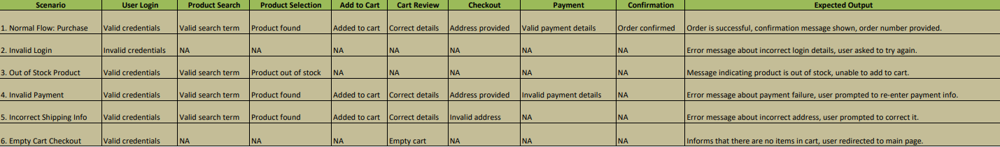 Scenario User Login Product Search Product Selection Add to Cart Cart Review Checkout Payment Confirmation Expected Output
1. Normal Flow: Purchase Valid credentials Valid search term Product found Added to cart Correct details Address provided Valid payment details Order confirmed Order is successful, confirmation message shown, order number provided.
2. Invalid Login Invalid credentials NA NA NA NA NA NA NA Error message about incorrect login details, user asked to try again.
3. Out of Stock Product Valid credentials Valid search term Product out of stock NA NA NA NA NA Message indicating product is out of stock, unable to add to cart.
4. Invalid Payment Valid credentials Valid search term Product found Added to cart Correct details Address provided Invalid payment details NA Error message about payment failure, user prompted to re-enter payment info.
5. Incorrect Shipping Info Valid credentials Valid search term Product found Added to cart Correct details Invalid address NA NA Error message about incorrect address, user prompted to correct it.
6. Empty Cart Checkout Valid credentials NA NA NA Empty cart NA NA NA Informs that there are no items in cart, user redirected to main page.